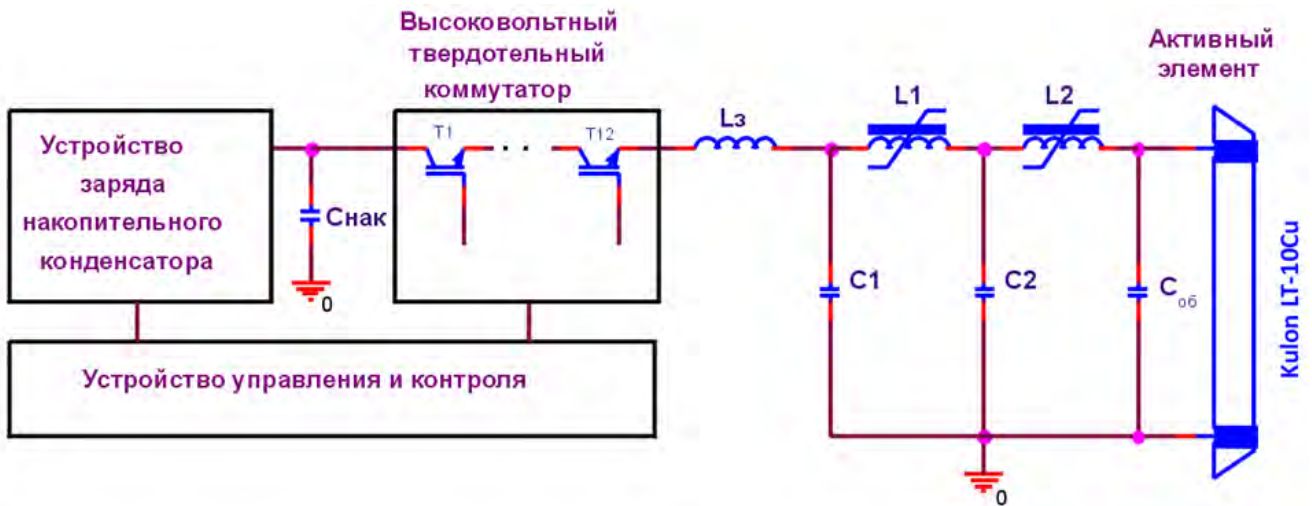 Высоковольтный
твердотельный
коммутатор
Активный
элемент
Устройство
заряда
накопительного
конденсатора
Снак
0
T1
. . .
T12
Lз
L1
L2
C1
C2
Cоб
Kulon LT-10Cu
Устройство управления и контроля
0